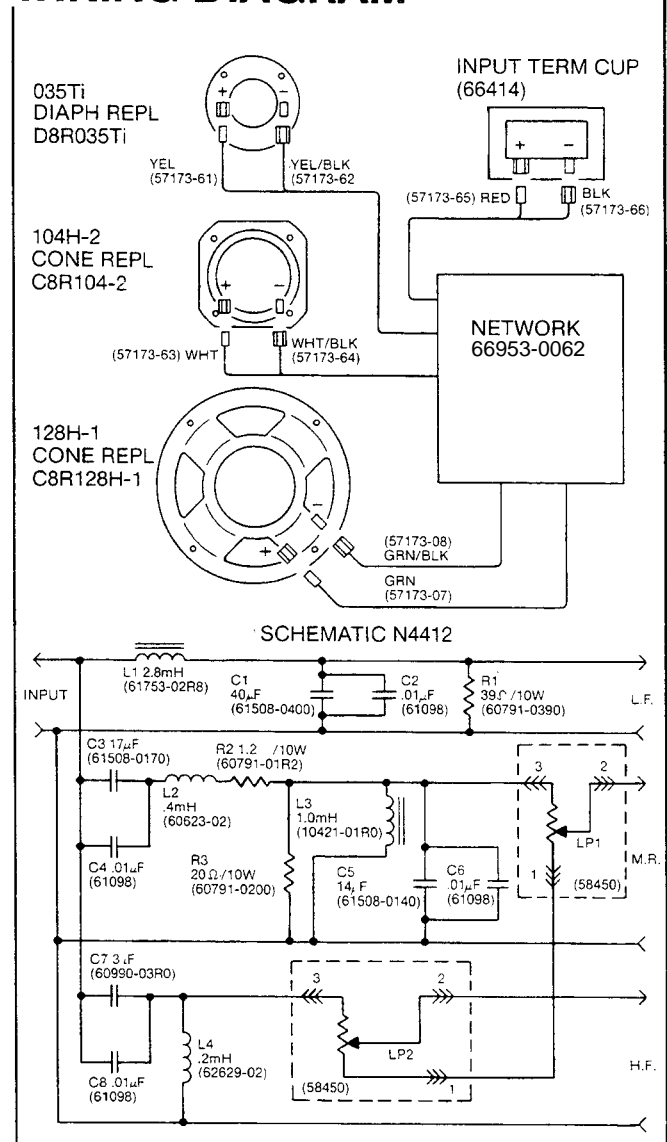 WIRING DIAGRAM
035Ti
DIAPH REPL
D8R035Ti
+ −
YEL
(57173-61)
YEL/BLK
(57173-62
INPUT TERM CUP
(66414)
+ −
(57173-65) RED
BLK
(57173-66)
104H-2
CONE REPL
C8R104-2
+ −
(57173-63) WHT
WHT/BLK
(57173-64)
NETWORK
66953-0062
128H-1
CONE REPL
C8R128H-1
−
+
(57173-08)
GRN/BLK
GRN
(57173-07)
SCHEMATIC N4412
INPUT
L1 2.8mH
(61753-02R8)
C1
40µF
(61508-0400)
C2
.01µF
(61098)
R1
39Ω/10W
(60791-0390)
L.F.
C3 17µF
(61508-0170)
R2 1.2 /10W
(60791-01R2)
L2
.4mH
(60623-02)
C4 .01µF
(61098)
R3
20Ω/10W
(60791-0200)
L3
1.0mH
(10421-01R0)
C5
14µF
(61508-0140)
C6
.01µF
(61098)
3 2
LP1
1
(58450)
M.R.
C7 3µF
(60990-03R0)
C8 .01µF
(61098)
L4
.2mH
(62629-02)
3 2
LP2
1
(58450)
H.F.